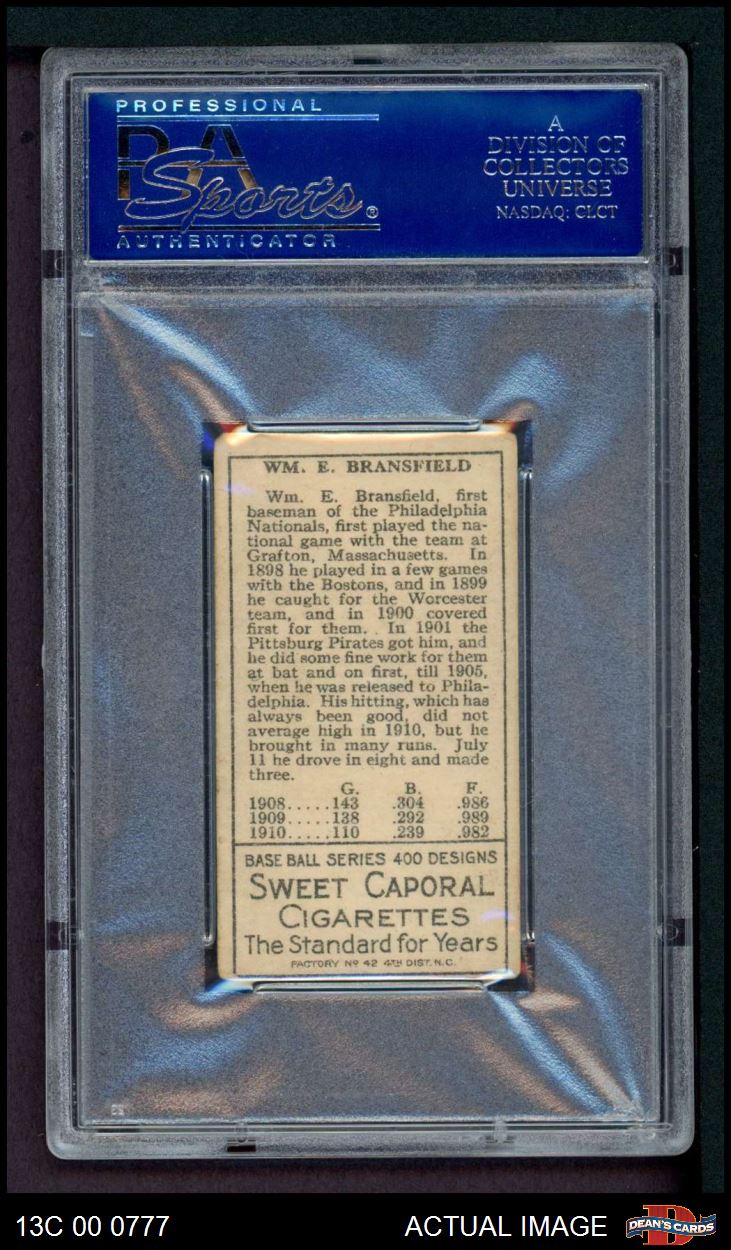 PROFESSIONAL
PSA
Sports®
AUTHENTICATOR
A
DIVISION OF
COLLECTORS
UNIVERSE
NASDAQ: CLCT
WM. E. BRANSFIELD
Wm. E. Bransfield, first
baseman of the Philadelphia
Nationals, first played the na-
tional game with the team at
Grafton, Massachusetts. In
1898 he played in a few games
with the Bostons, and in 1899
he caught for the Worcester
team, and in 1900 covered
first for them. In 1901 the
Pittsburg Pirates got him, and
he did some fine work for them
at bat and on first, till 1905,
when he was released to Phila-
delphia. His hitting, which has
always been good, did not
average high in 1910, but he
brought in many runs. July
11 he drove in eight and made
three.
G. B. F.
1908.....143 .304 .986
1909.....138 .292 .989
1910.....110 .239 .982
BASE BALL SERIES 400 DESIGNS
SWEET CAPORAL
CIGARETTES
The Standard for Years
FACTORY Nº 42 4TH DIST. N.C.
13C 00 0777
ACTUAL IMAGE
D
DEAN'S CARDS